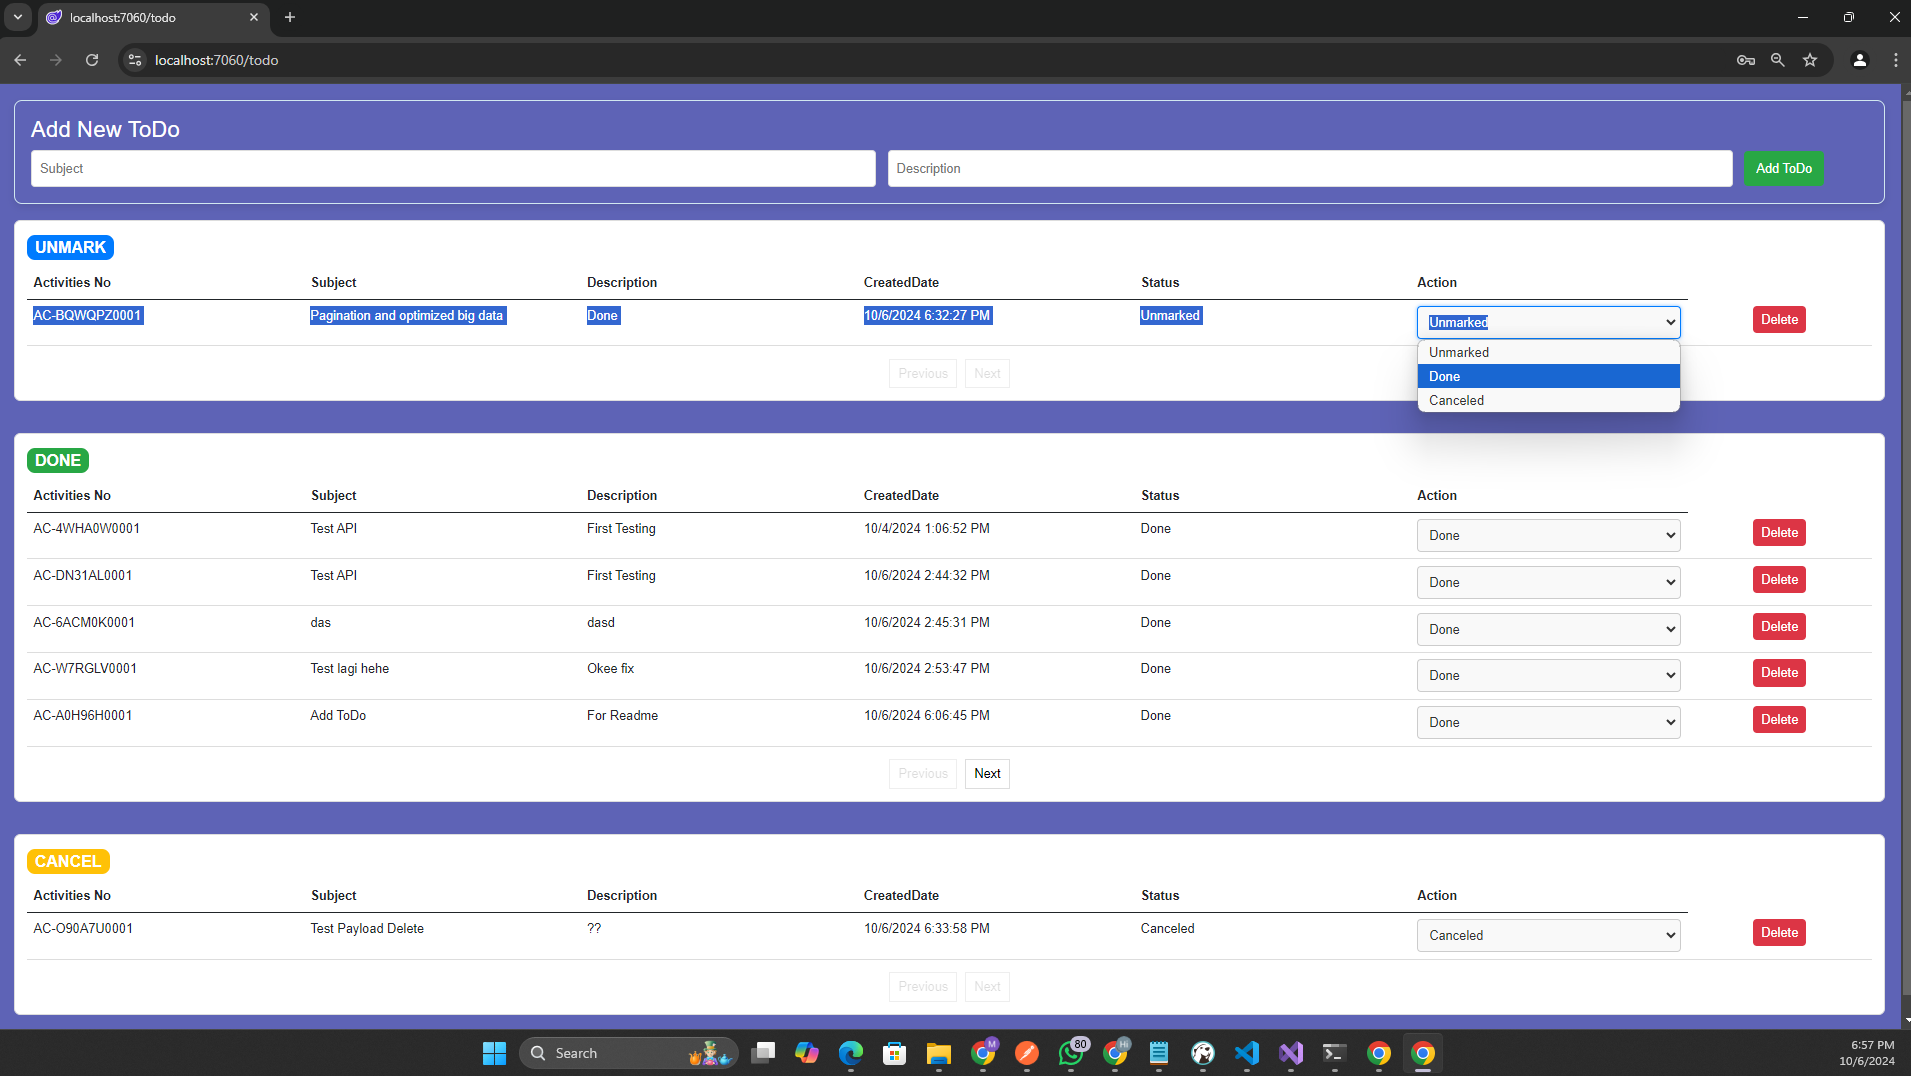 localhost:7060/todo
localhost:7060/todo
Add New ToDo
Subject Description Add ToDo
UNMARK
Activities No Subject Description CreatedDate Status Action
AC-BQWQPZ0001 Pagination and optimized big data Done 10/6/2024 6:32:27 PM Unmarked Unmarked Delete
Unmarked
Done
Canceled
Previous Next
DONE
Activities No Subject Description CreatedDate Status Action
AC-4WHA0W0001 Test API First Testing 10/4/2024 1:06:52 PM Done Done Delete
AC-DN31AL0001 Test API First Testing 10/6/2024 2:44:32 PM Done Done Delete
AC-6ACM0K0001 das dasd 10/6/2024 2:45:31 PM Done Done Delete
AC-W7RGLV0001 Test lagi hehe Okee fix 10/6/2024 2:53:47 PM Done Done Delete
AC-A0H96H0001 Add ToDo For Readme 10/6/2024 6:06:45 PM Done Done Delete
Previous Next
CANCEL
Activities No Subject Description CreatedDate Status Action
AC-O90A7U0001 Test Payload Delete ?? 10/6/2024 6:33:58 PM Canceled Canceled Delete
Previous Next
Search M 80 Hi 6:57 PM
10/6/2024